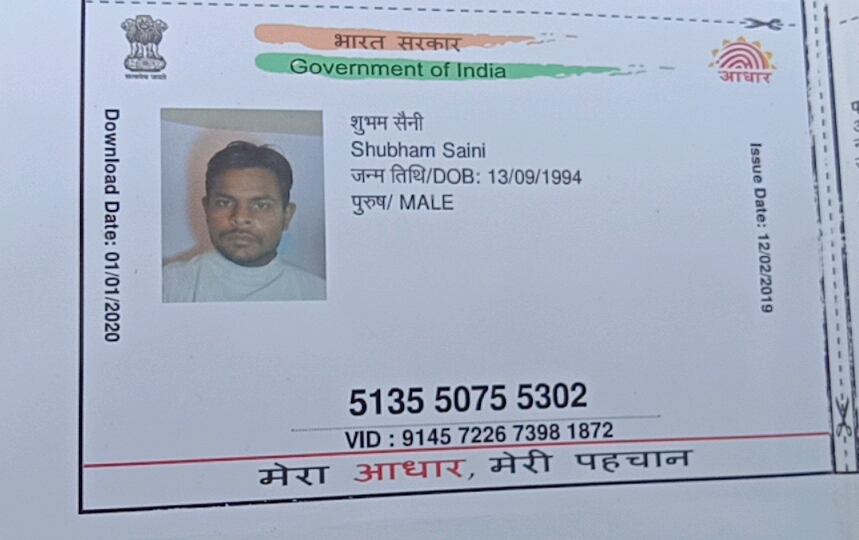 भारत सरकार
Government of India
सत्यमेव जयते
आधार
Download Date: 01/01/2020
शुभम सैनी
Shubham Saini
जन्म तिथि/DOB: 13/09/1994
पुरुष/ MALE
Issue Date: 12/02/2019
5135 5075 5302
VID : 9145 7226 7398 1872
मेरा आधार, मेरी पहचान